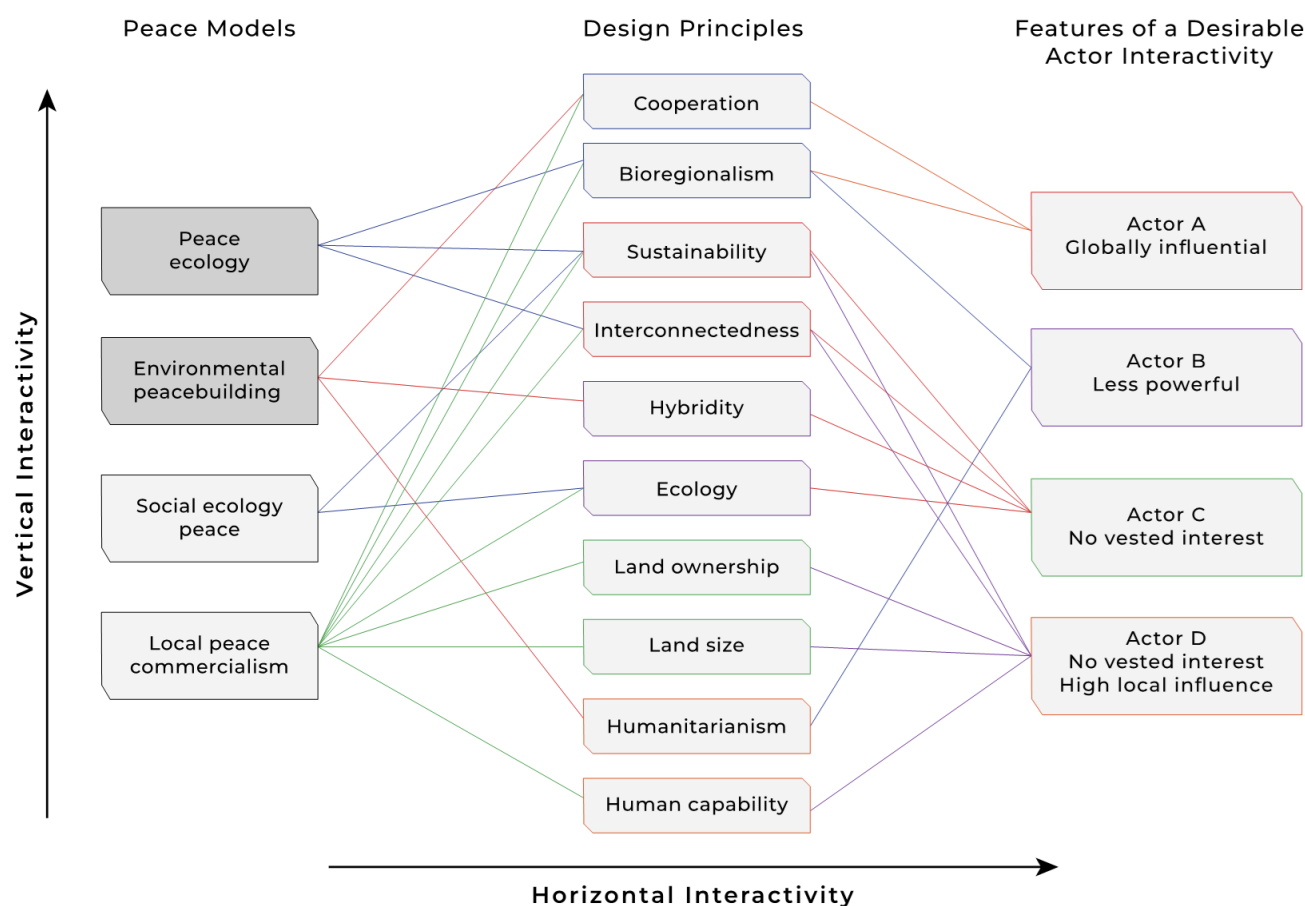 Peace Models
Design Principles
Features of a Desirable
Actor Interactivity
Vertical Interactivity
Peace
ecology
Environmental
peacebuilding
Social ecology
peace
Local peace
commercialism
Cooperation
Bioregionalism
Sustainability
Interconnectedness
Hybridity
Ecology
Land ownership
Land size
Humanitarianism
Human capability
Actor A
Globally influential
Actor B
Less powerful
Actor C
No vested interest
Actor D
No vested interest
High local influence
Horizontal Interactivity